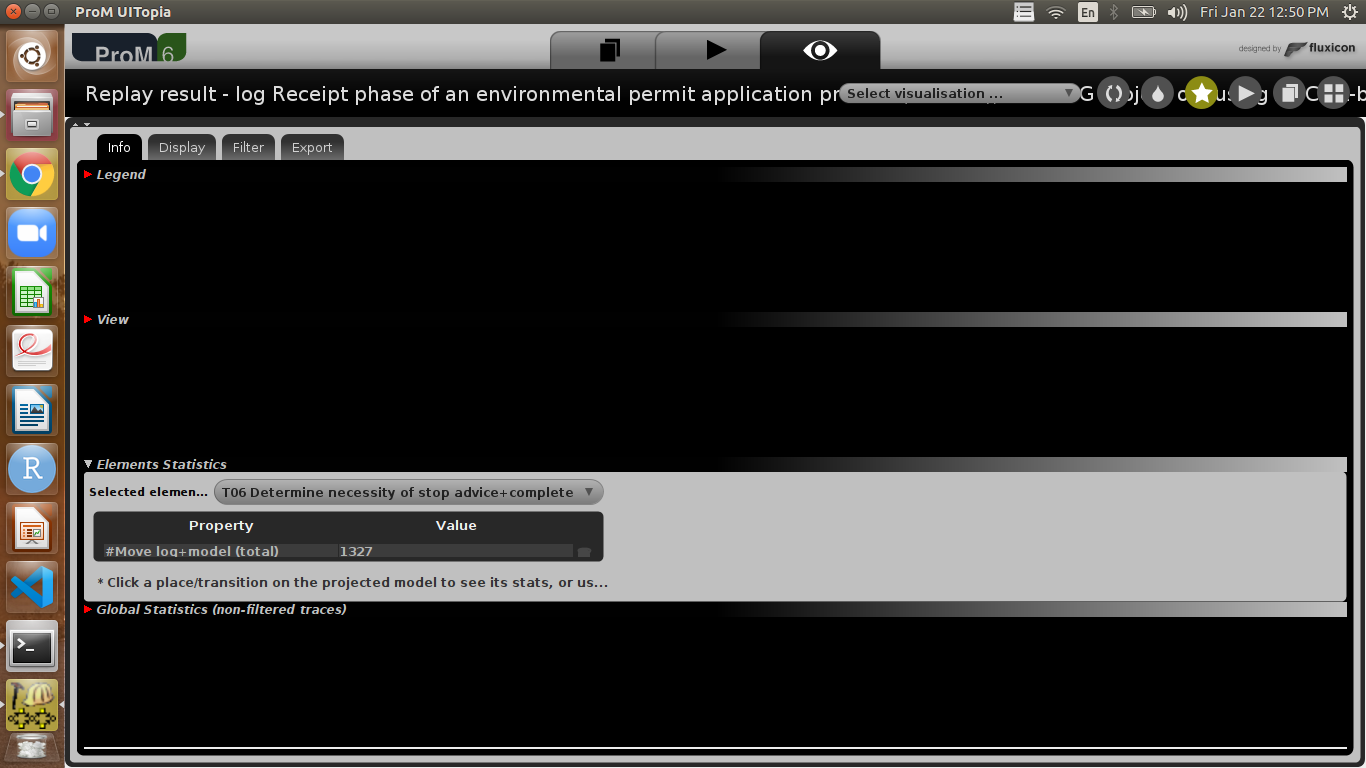 ProM UITopia
En
Fri Jan 22 12:50 PM
ProM 6
designed by fluxicon
Replay result - log Receipt phase of an environmental permit application pr
Select visualisation ...
Info Display Filter Export
Legend
View
Elements Statistics
Selected elemen... T06 Determine necessity of stop advice+complete
Property Value
#Move log+model (total) 1327
* Click a place/transition on the projected model to see its stats, or us...
Global Statistics (non-filtered traces)
R